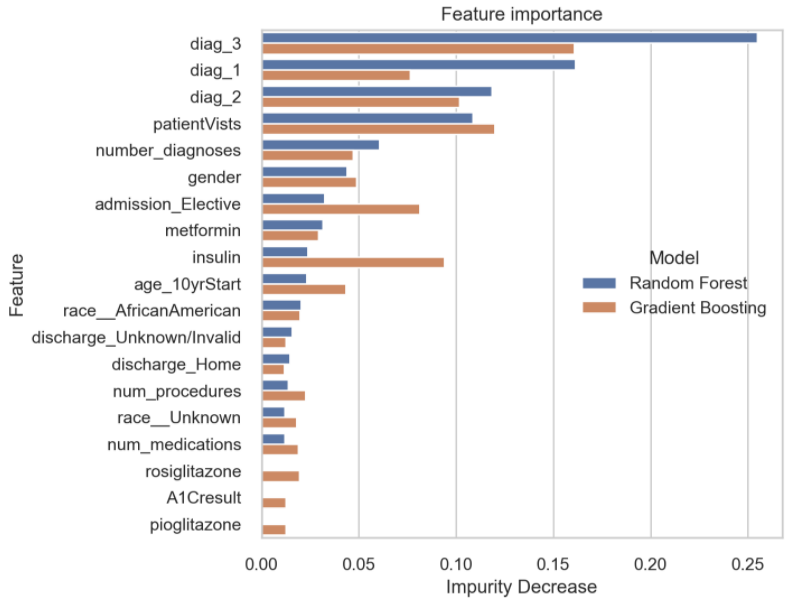 Feature importance
Feature
diag_3
diag_1
diag_2
patientVists
number_diagnoses
gender
admission_Elective
metformin
insulin
age_10yrStart
race__AfricanAmerican
discharge_Unknown/Invalid
discharge_Home
num_procedures
race__Unknown
num_medications
rosiglitazone
A1Cresult
pioglitazone
Model
Random Forest
Gradient Boosting
0.00 0.05 0.10 0.15 0.20 0.25
Impurity Decrease